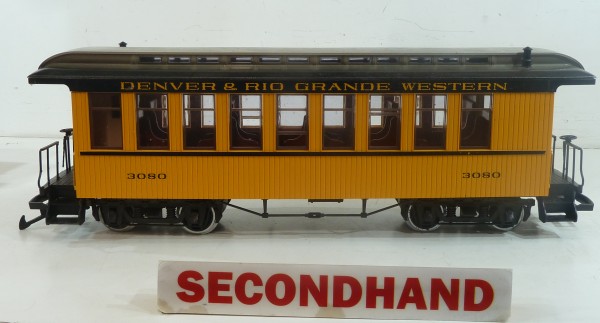 DENVER & RIO GRANDE WESTERN
3080 3080
SECONDHAND